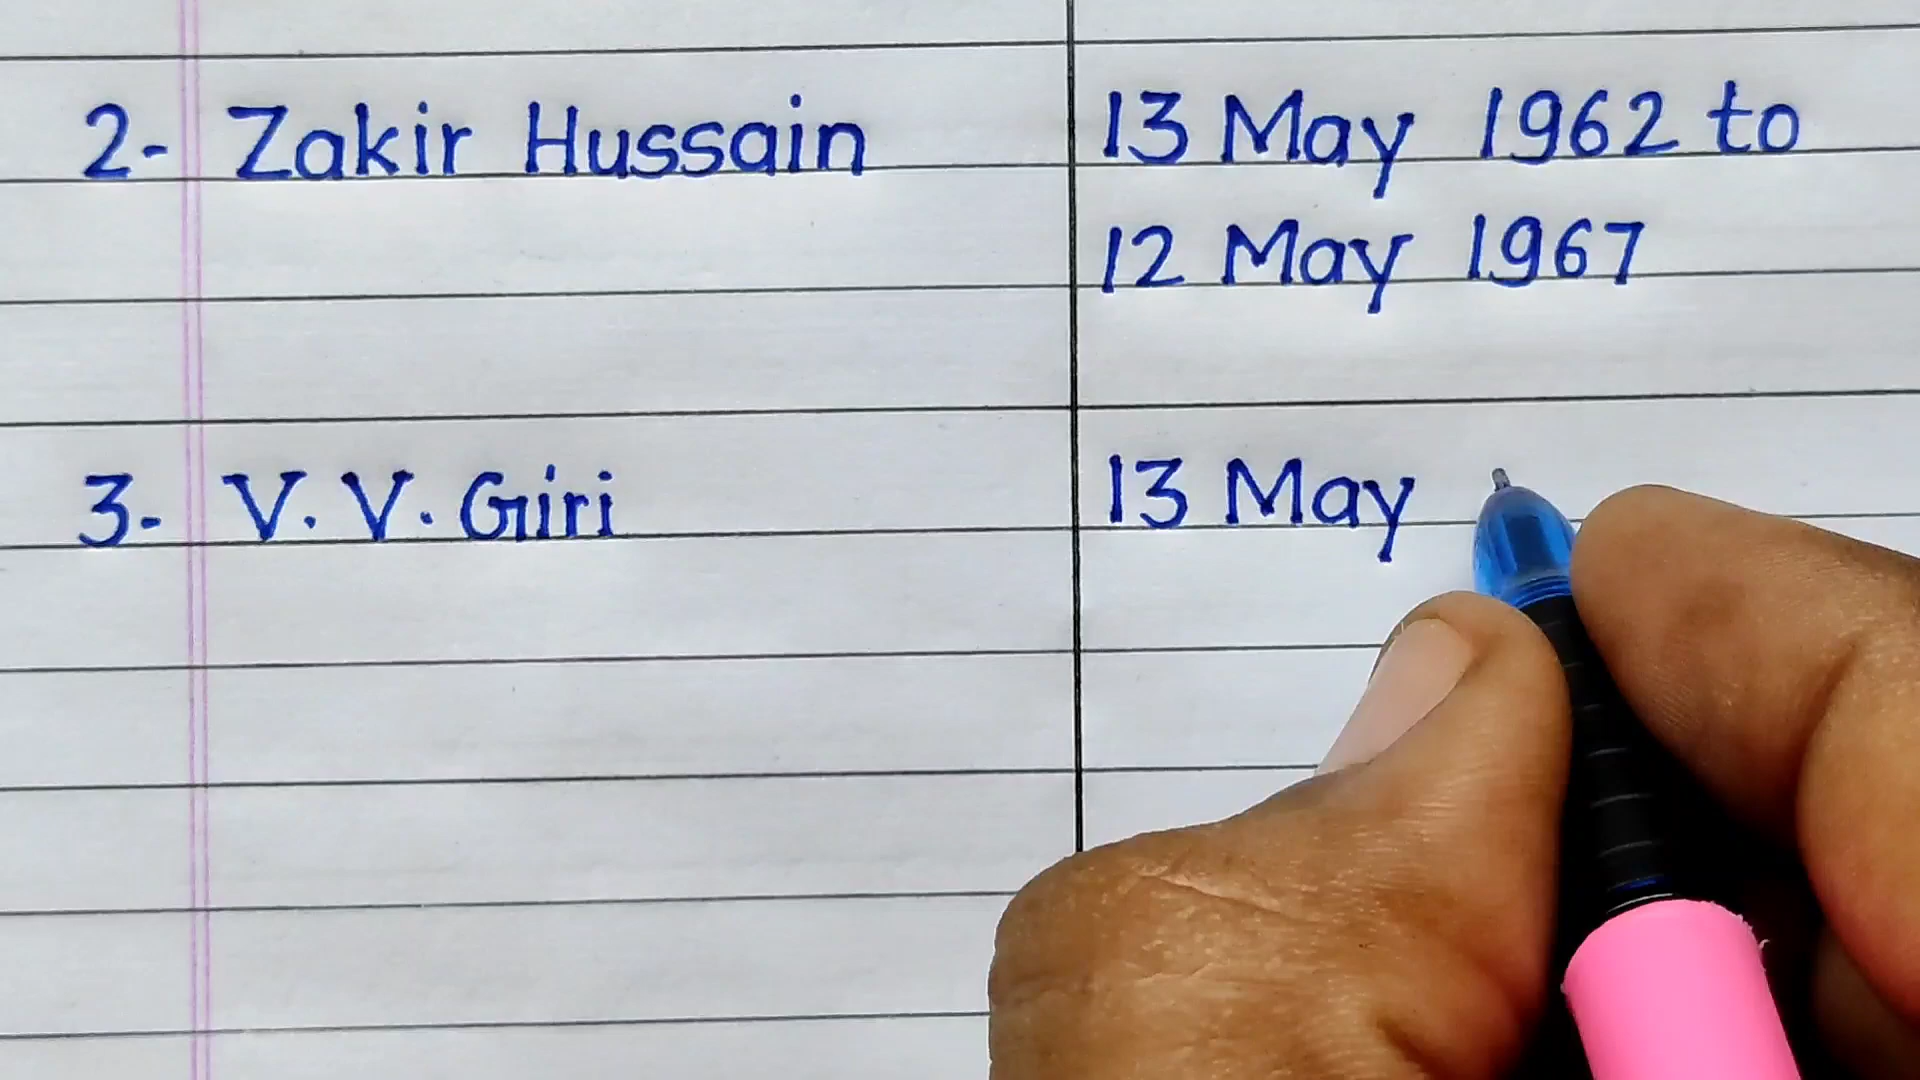 2- Zakir Hussain 13 May 1962 to
12 May 1967
3- V. V. Giri 13 May